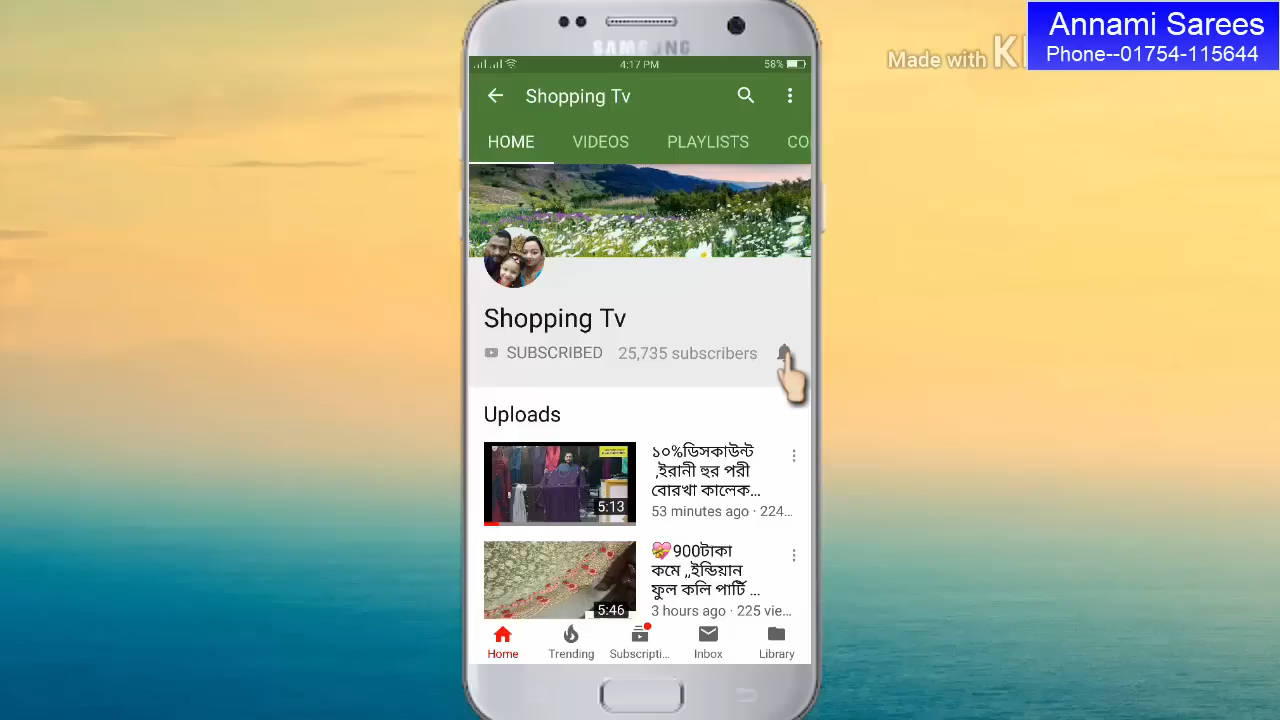 Annami Sarees
Phone--01754-115644
Made with K
SAMSUNG
4:17 PM
58%
Shopping Tv
HOME VIDEOS PLAYLISTS CO
Shopping Tv
SUBSCRIBED 25,735 subscribers
Uploads
১০%ডিসকাউন্ট
,ইরানী হুর পরী
বোরখা কালেক...
5:13
53 minutes ago · 224...
💝900টাকা
কমে ,,ইন্ডিয়ান
ফুল কলি পার্টি ...
5:46
3 hours ago · 225 vie...
Home Trending Subscripti... Inbox Library